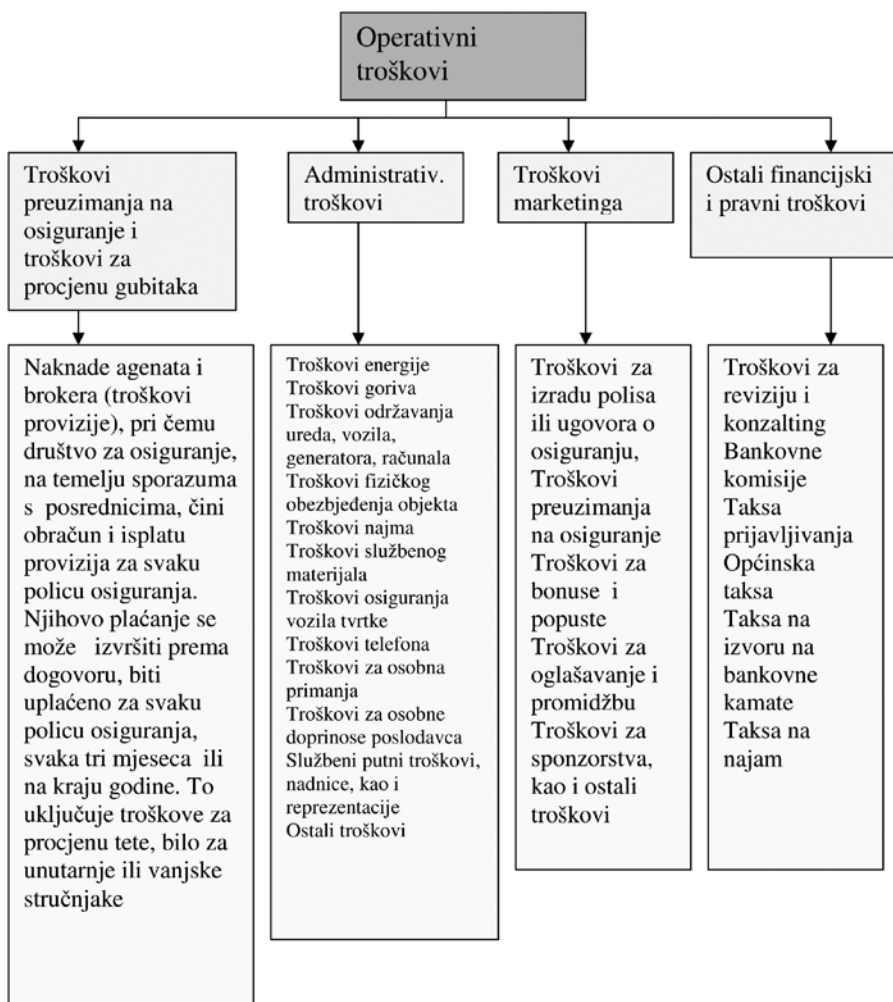 Operativni
troškovi
Troškovi
preuzimanja na
osiguranje i
troškovi za
procjenu gubitaka
Administrativ.
troškovi
Troškovi
marketinga
Ostali financijski
i pravni troškovi
Naknade agenata i
brokera (troškovi
provizije), pri čemu
društvo za osiguranje,
na temelju sporazuma
s posrednicima, čini
obračun i isplatu
provizija za svaku
policu osiguranja.
Njihovo plaćanje se
može izvršiti prema
dogovoru, biti
uplaćeno za svaku
policu osiguranja,
svaka tri mjeseca ili
na kraju godine. To
uključuje troškove za
procjenu tete, bilo za
unutarnje ili vanjske
stručnjake
Troškovi energije
Troškovi goriva
Troškovi održavanja
ureda, vozila,
generatora, računala
Troškovi fizičkog
obezbjeđenja objekta
Troškovi najma
Troškovi službenog
materijala
Troškovi osiguranja
vozila tvrtke
Troškovi telefona
Troškovi za osobna
primanja
Troškovi za osobne
doprinose poslodavca
Službeni putni troškovi,
nadnice, kao i
reprezentacije
Ostali troškovi
Troškovi za
izradu polisa
ili ugovora o
osiguranju,
Troškovi
preuzimanja
na osiguranje
Troškovi za
bonuse i
popuste
Troškovi za
oglašavanje i
promidžbu
Troškovi za
sponzorstva,
kao i ostali
troškovi
Troškovi za
reviziju i
konzalting
Bankovne
komisije
Taksa
prijavljivanja
Općinska
taksa
Taksa na
izvoru na
bankovne
kamate
Taksa na
najam